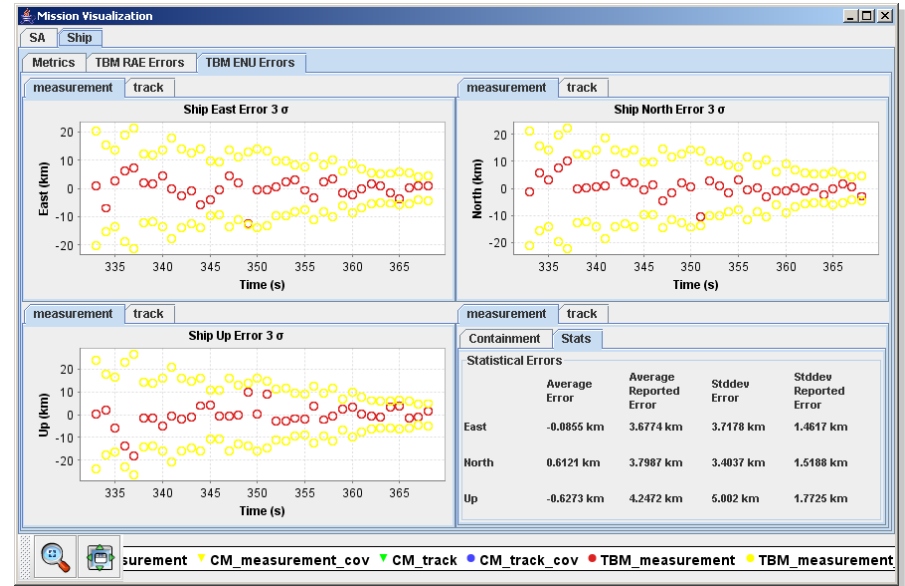 Mission Visualization
SA Ship
Metrics TBM RAE Errors TBM ENU Errors
measurement track
Ship East Error 3 σ
East (km)
20
10
0
-10
-20
335 340 345 350 355 360 365
Time (s)
measurement track
Ship North Error 3 σ
North (km)
20
10
0
-10
-20
335 340 345 350 355 360 365
Time (s)
measurement track
Ship Up Error 3 σ
Up (km)
20
10
0
-10
-20
335 340 345 350 355 360 365
Time (s)
measurement track
Containment Stats
Statistical Errors
Average Error Average Reported Error Stddev Error Stddev Reported Error
East -0.0855 km 3.6774 km 3.7178 km 1.4617 km
North 0.6121 km 3.7987 km 3.4037 km 1.5188 km
Up -0.6273 km 4.2472 km 5.002 km 1.7725 km
surement CM_measurement_cov CM_track CM_track_cov TBM_measurement TBM_measurement_